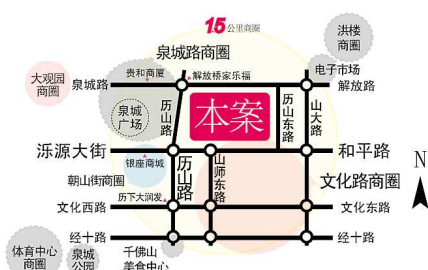 15公里商圈
洪楼
商圈
泉城路商圈
大观园
商圈
泉城路
贵和商厦
解放桥家乐福
电子市场
解放路
泉城
广场
历山路
本案
历山东路
山大路
泺源大街
和平路
银座商城
历山路
山师东路
朝山街商圈
文化路商圈
历下大润发
文化西路
文化东路
经十路
经十路
体育中心
商圈
泉城
公园
千佛山
美食中心
N